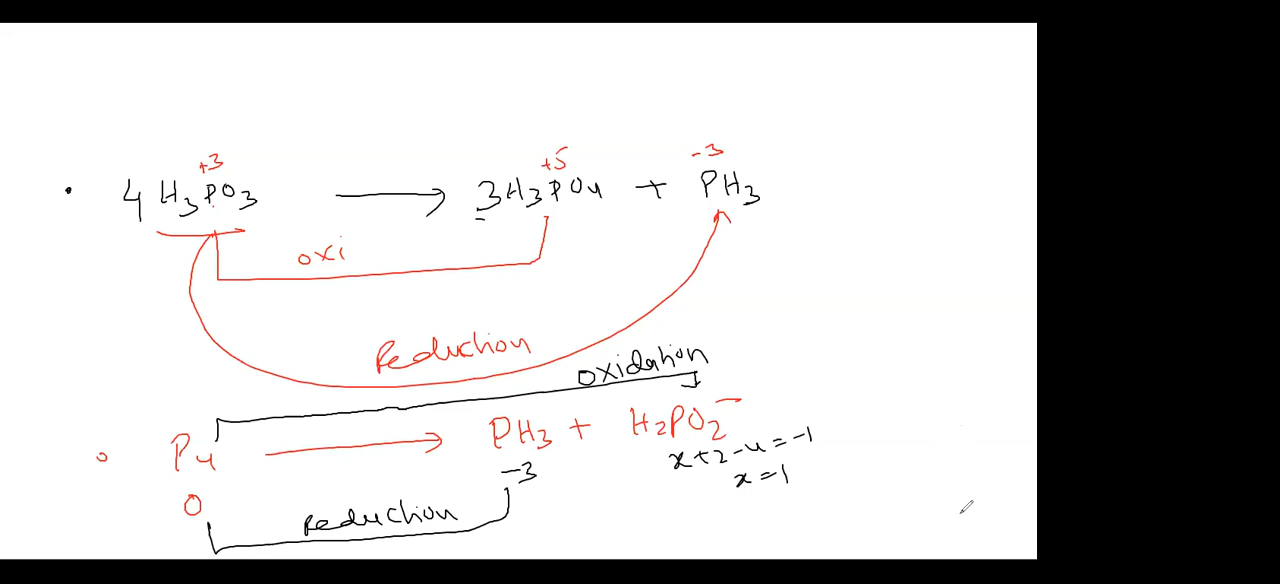 +3 +5 -3
• 4 H3PO3 ⟶ 3H3PO4 + PH3
oxi
Reduction
oxidation
P4 ⟶ PH3 + H2PO2⁻
x+2-4=-1
-3
x=1
0
Reduction